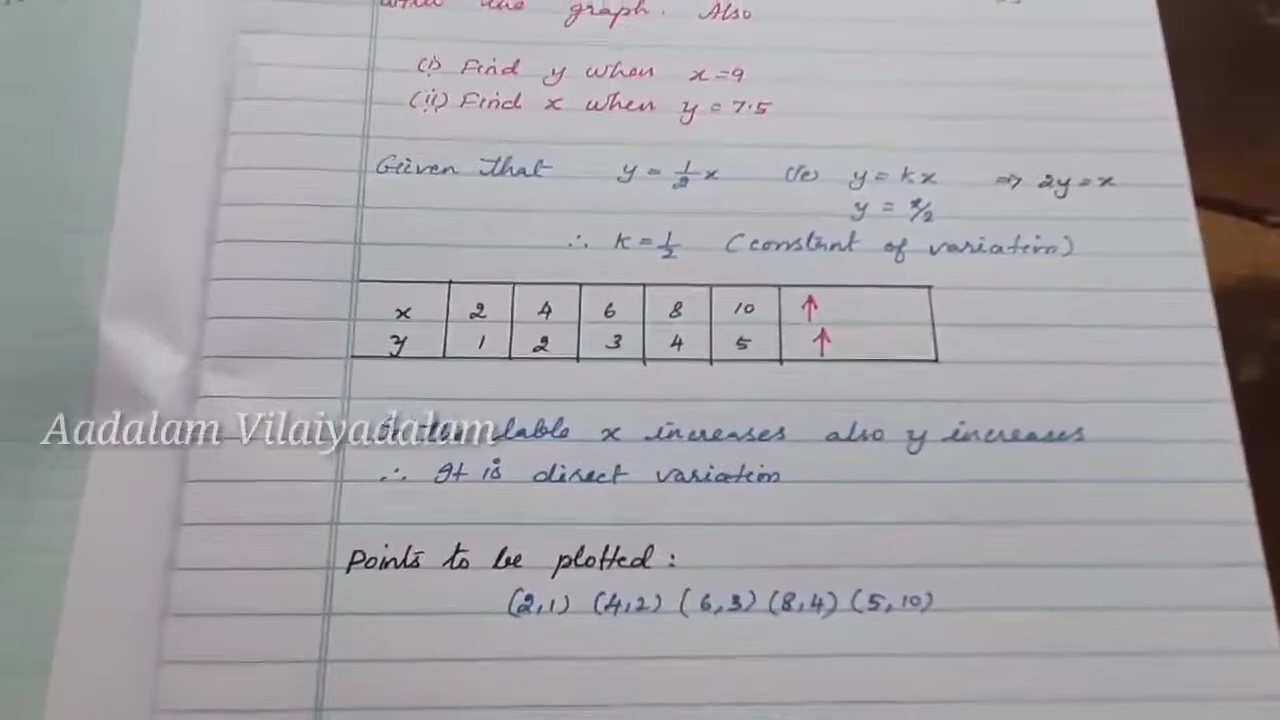 with the graph. Also
(i) Find y when x=9
(ii) Find x when y = 7.5
Given that y = 1/2 x (ie) y = kx ⇒ 2y = x
y = x/2
∴ K = 1/2 (constant of variation)
x 2 4 6 8 10 ↑
y 1 2 3 4 5 ↑
Aadalam Vilaiyadalam
x increases also y increases
∴ It is direct variation
Points to be plotted :
(2,1) (4,2) (6,3) (8,4) (5,10)